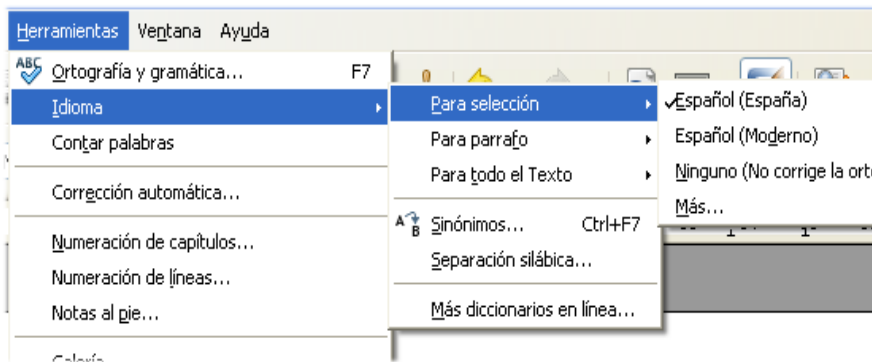 Herramientas Ventana Ayuda
ABC Ortografía y gramática... F7
Idioma
Contar palabras
Corrección automática...
Numeración de capítulos...
Numeración de líneas...
Notas al pie...
Para selección
Para parrafo
Para todo el Texto
A B Sinónimos... Ctrl+F7
Separación silábica...
Más diccionarios en línea...
Español (España)
Español (Moderno)
Ninguno (No corrige la
Más...